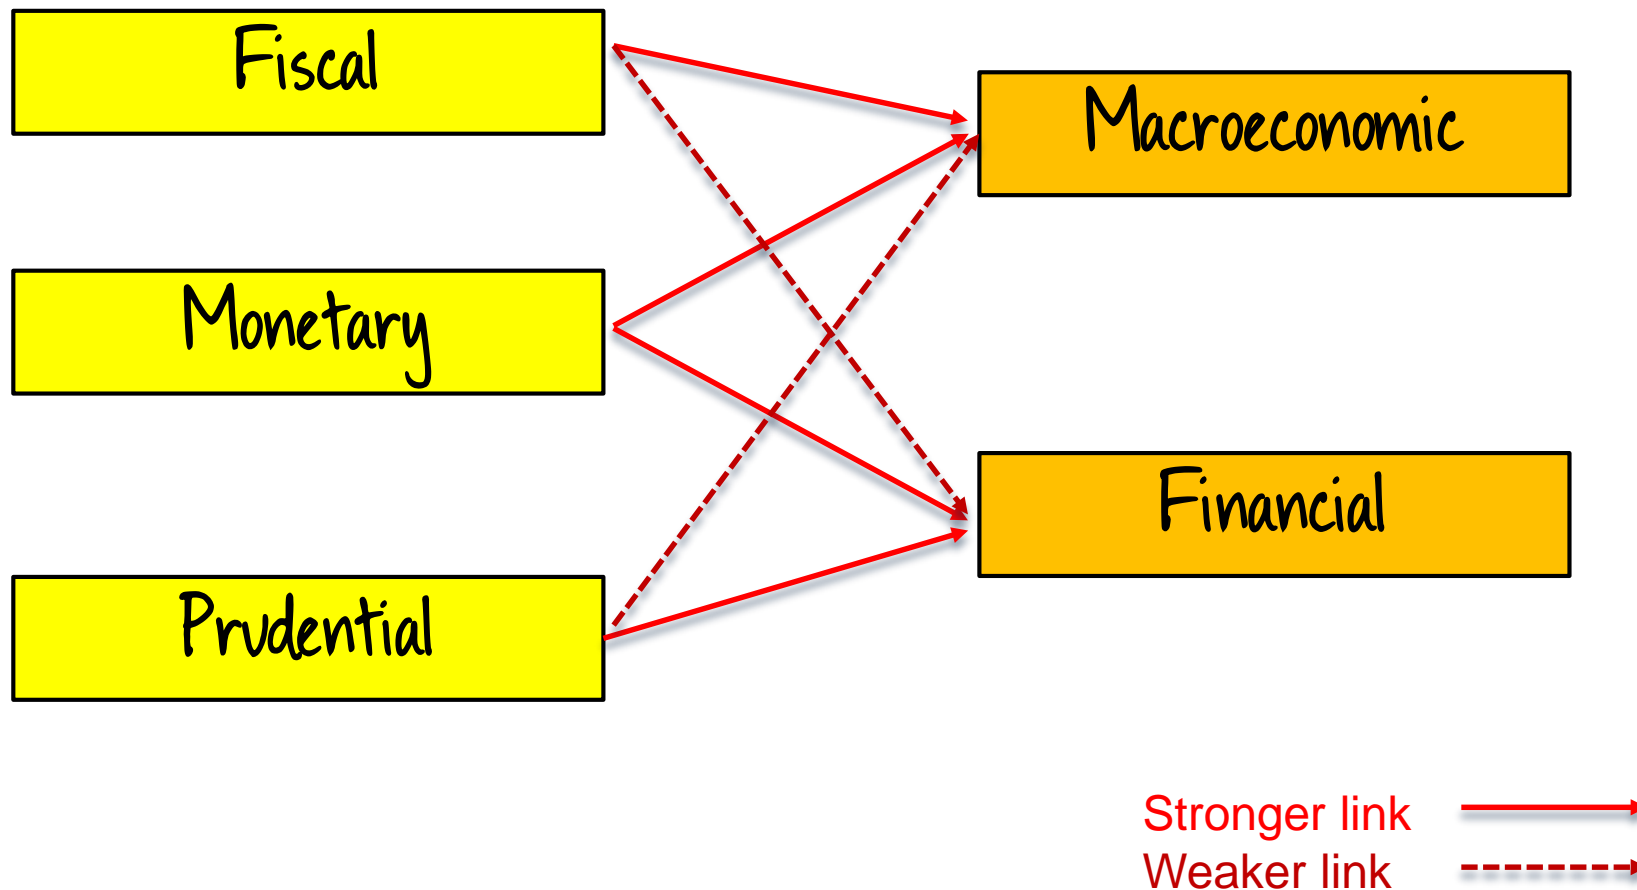 Fiscal
Macroeconomic
Monetary
Financial
Prudential
Stronger link
Weaker link